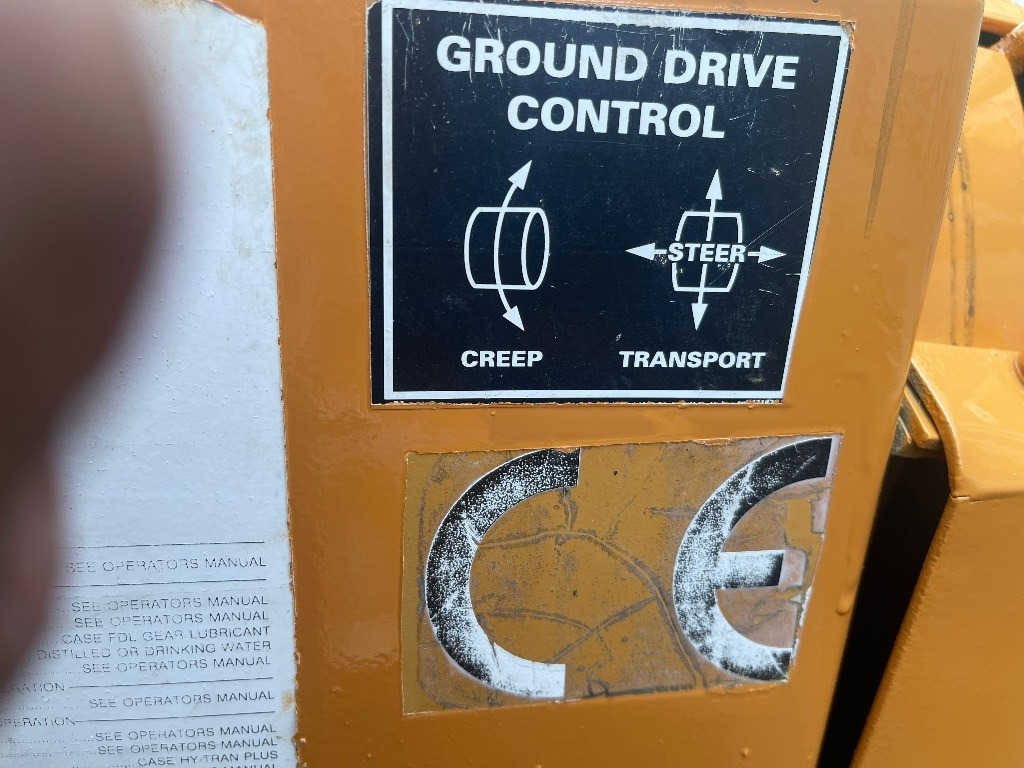 GROUND DRIVE
CONTROL
STEER
CREEP
TRANSPORT
CE
SEE OPERATORS MANUAL
SEE OPERATORS MANUAL
SEE OPERATORS MANUAL
CASE FDL GEAR LUBRICANT
DISTILLED OR DRINKING WATER
SEE OPERATORS MANUAL
SEE OPERATORS MANUAL
SEE OPERATORS MANUAL
SEE OPERATORS MANUAL
CASE HY-TRAN PLUS
MANUAL